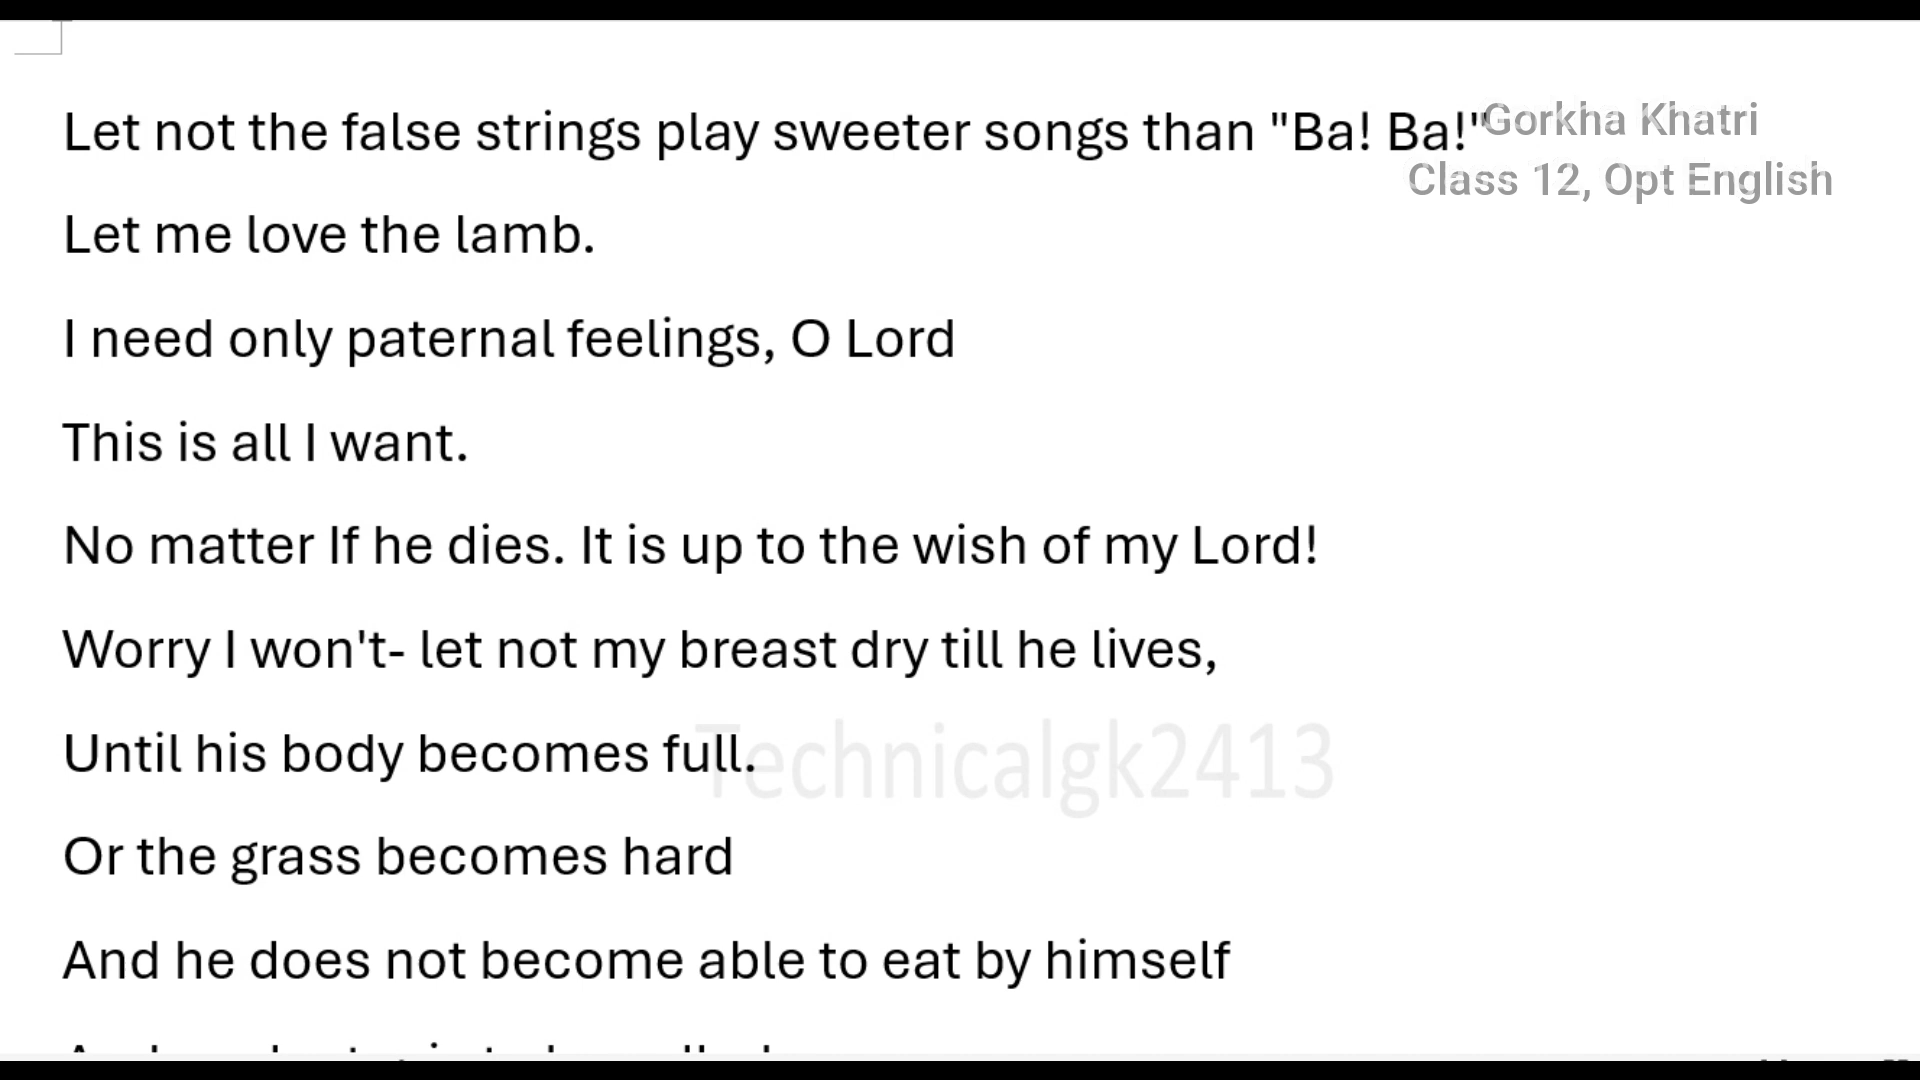 Let not the false strings play sweeter songs than "Ba! Ba!"
Gorkha Khatri
Class 12, Opt English
Let me love the lamb.
I need only paternal feelings, O Lord
This is all I want.
No matter If he dies. It is up to the wish of my Lord!
Worry I won't- let not my breast dry till he lives,
Until his body becomes full.
Technicalgk2413
Or the grass becomes hard
And he does not become able to eat by himself